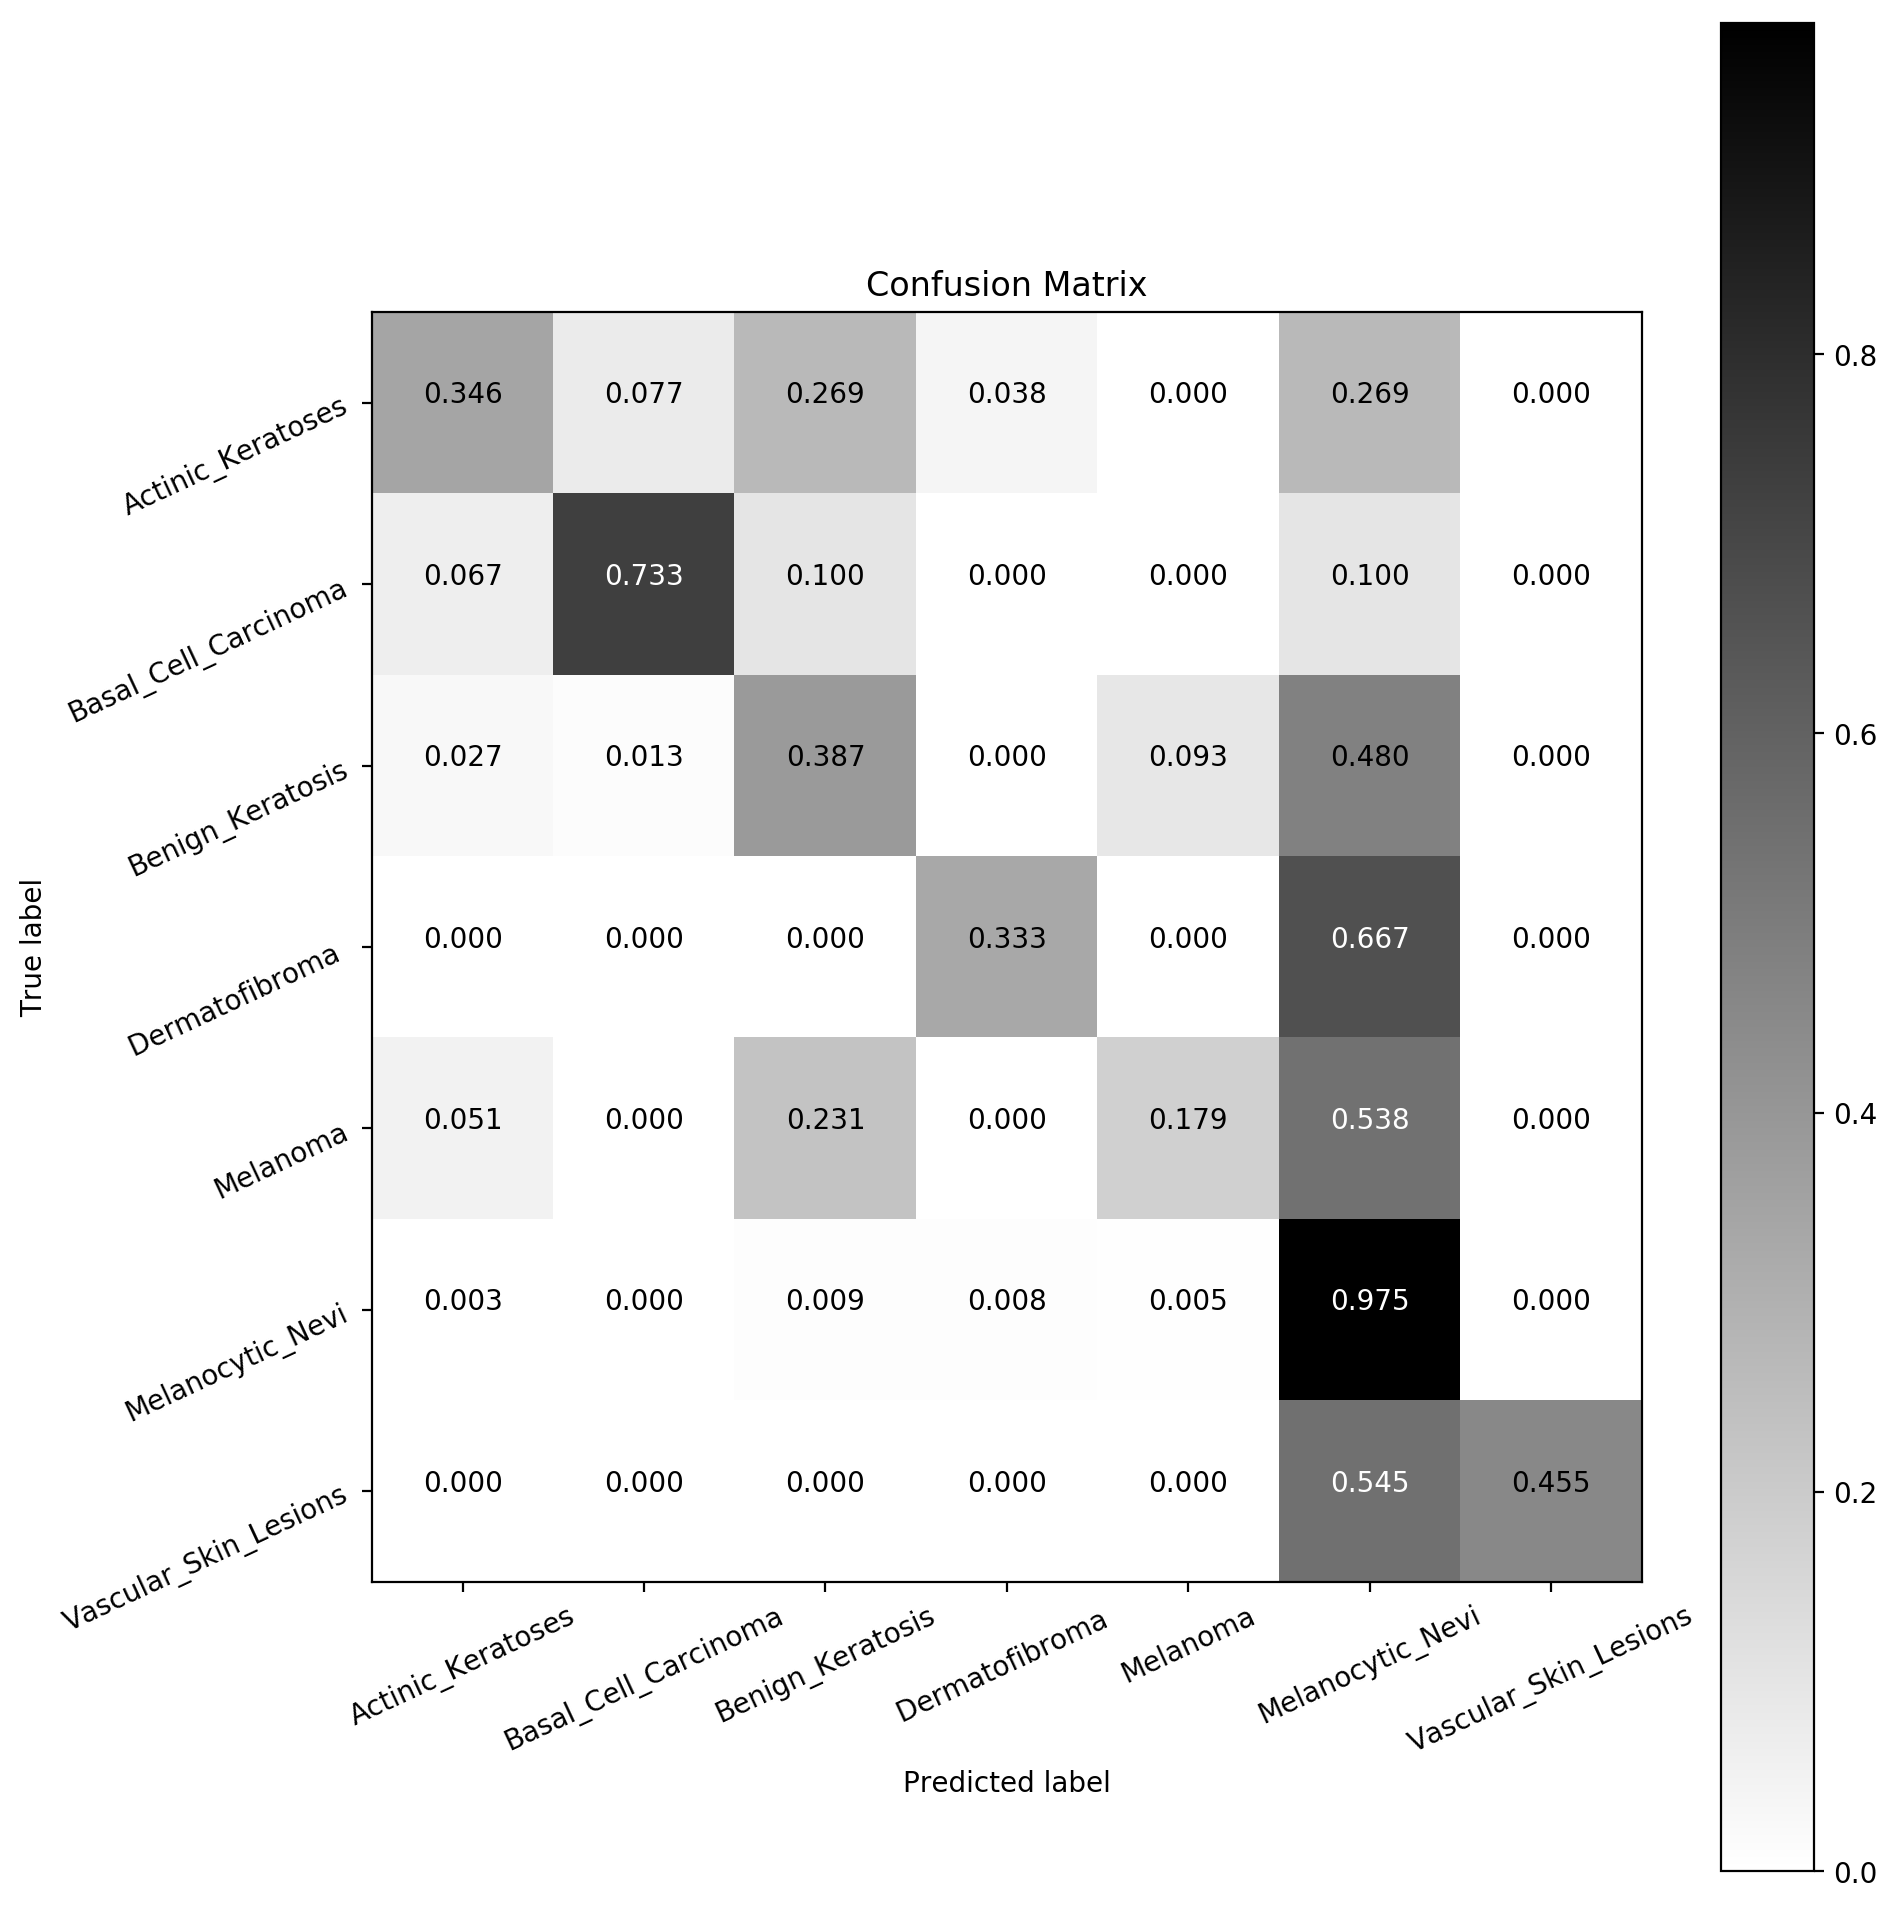 Confusion Matrix
True label
Actinic_Keratoses 0.346 0.077 0.269 0.038 0.000 0.269 0.000
Basal_Cell_Carcinoma 0.067 0.733 0.100 0.000 0.000 0.100 0.000
Benign_Keratosis 0.027 0.013 0.387 0.000 0.093 0.480 0.000
Dermatofibroma 0.000 0.000 0.000 0.333 0.000 0.667 0.000
Melanoma 0.051 0.000 0.231 0.000 0.179 0.538 0.000
Melanocytic_Nevi 0.003 0.000 0.009 0.008 0.005 0.975 0.000
Vascular_Skin_Lesions 0.000 0.000 0.000 0.000 0.000 0.545 0.455
Actinic_Keratoses Basal_Cell_Carcinoma Benign_Keratosis Dermatofibroma Melanoma Melanocytic_Nevi Vascular_Skin_Lesions
Predicted label
0.8
0.6
0.4
0.2
0.0